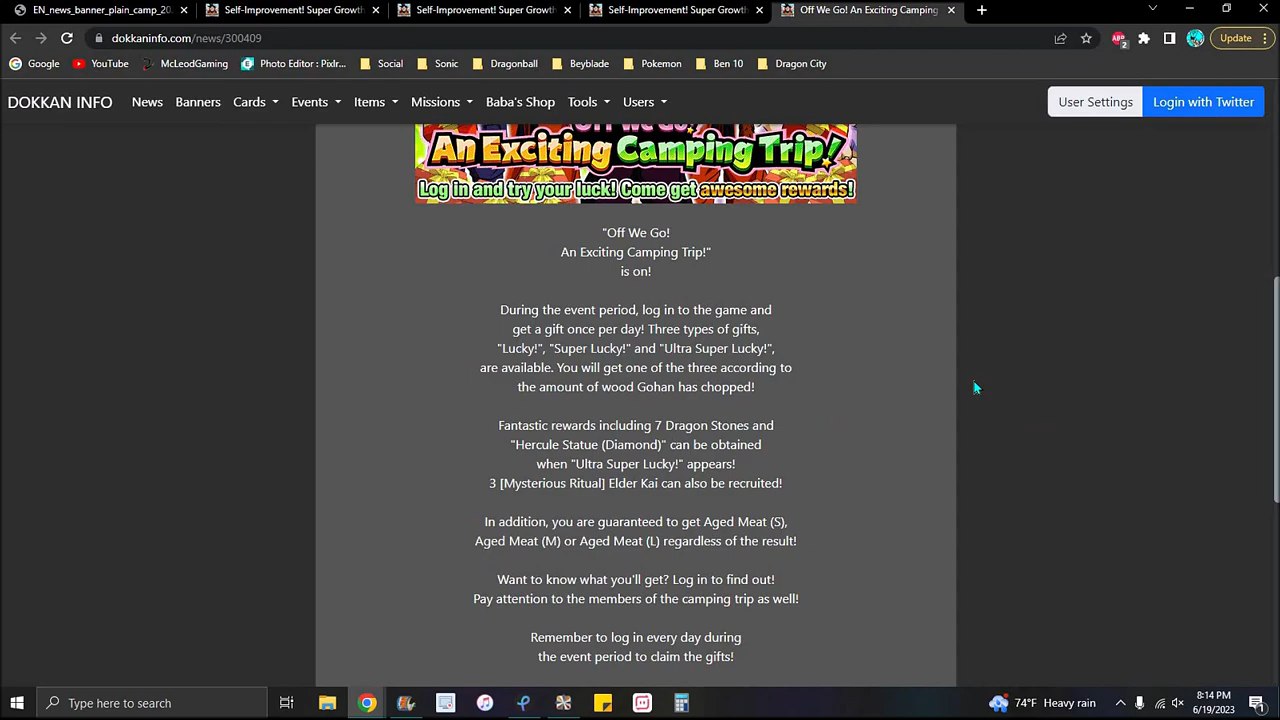 EN_news_banner_plain_camp_20.
Self-Improvement! Super Growth
Self-Improvement! Super Growth
Self-Improvement! Super Growth
Off We Go! An Exciting Camping
dokkaninfo.com/news/300409
2
Update
Google
YouTube
McLeodGaming
Photo Editor : Pixlr...
Social
Sonic
Dragonball
Beyblade
Pokemon
Ben 10
Dragon City
DOKKAN INFO
News
Banners
Cards
Events
Items
Missions
Baba's Shop
Tools
Users
User Settings
Login with Twitter
Off We Go!
An Exciting Camping Trip!
Log in and try your luck! Come get awesome rewards!
"Off We Go!
An Exciting Camping Trip!"
is on!
During the event period, log in to the game and
get a gift once per day! Three types of gifts,
"Lucky!", "Super Lucky!" and "Ultra Super Lucky!",
are available. You will get one of the three according to
the amount of wood Gohan has chopped!
Fantastic rewards including 7 Dragon Stones and
"Hercule Statue (Diamond)" can be obtained
when "Ultra Super Lucky!" appears!
3 [Mysterious Ritual] Elder Kai can also be recruited!
In addition, you are guaranteed to get Aged Meat (S),
Aged Meat (M) or Aged Meat (L) regardless of the result!
Want to know what you'll get? Log in to find out!
Pay attention to the members of the camping trip as well!
Remember to log in every day during
the event period to claim the gifts!
Type here to search
74°F Heavy rain
8:14 PM
6/19/2023